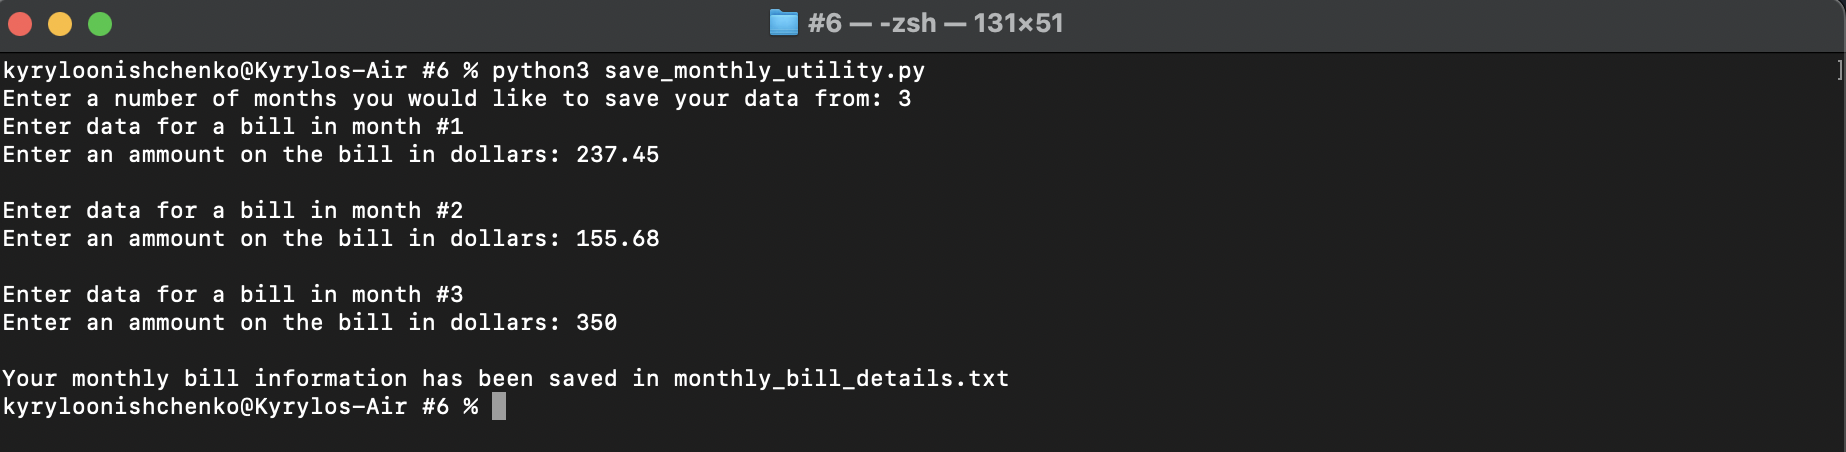 #6 — -zsh — 131×51
kyryloonishchenko@Kyrylos-Air #6 % python3 save_monthly_utility.py
Enter a number of months you would like to save your data from: 3
Enter data for a bill in month #1
Enter an ammount on the bill in dollars: 237.45
Enter data for a bill in month #2
Enter an ammount on the bill in dollars: 155.68
Enter data for a bill in month #3
Enter an ammount on the bill in dollars: 350
Your monthly bill information has been saved in monthly_bill_details.txt
kyryloonishchenko@Kyrylos-Air #6 %